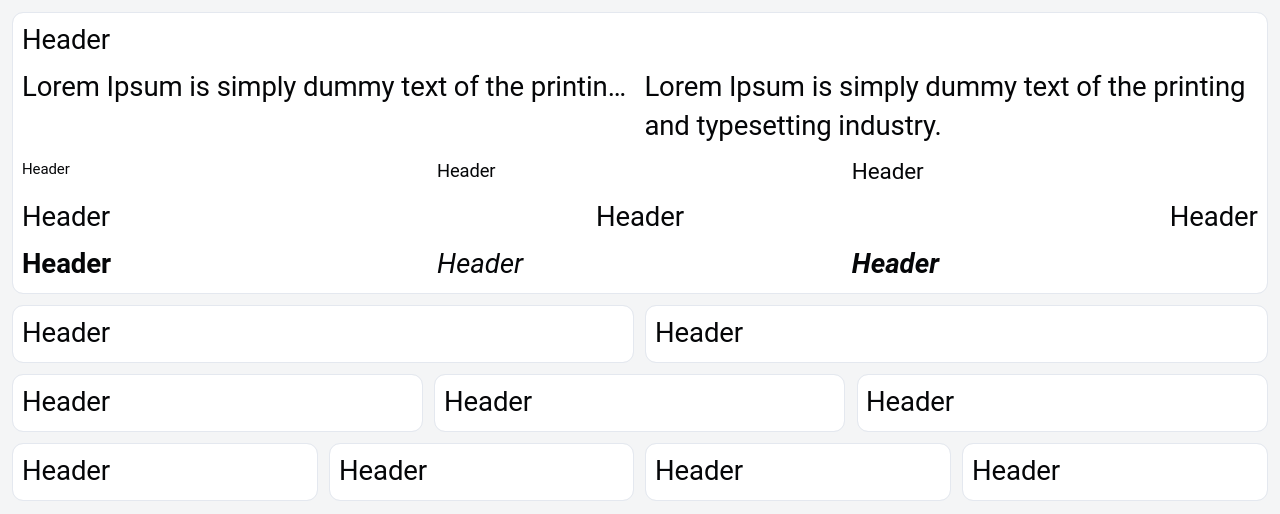 Header
Lorem Ipsum is simply dummy text of the printin...
Lorem Ipsum is simply dummy text of the printing
and typesetting industry.
Header Header Header
Header Header Header
Header Header Header
Header Header
Header Header Header
Header Header Header Header